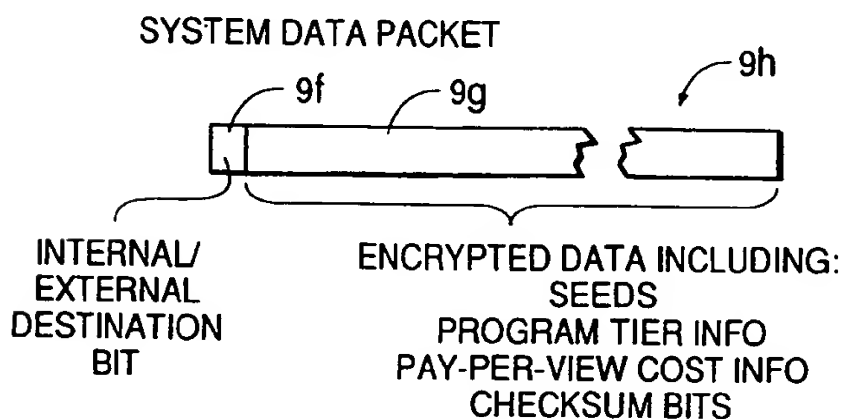 SYSTEM DATA PACKET
9f
9g
9h
INTERNAL/
EXTERNAL
DESTINATION
BIT
ENCRYPTED DATA INCLUDING:
SEEDS
PROGRAM TIER INFO
PAY-PER-VIEW COST INFO
CHECKSUM BITS